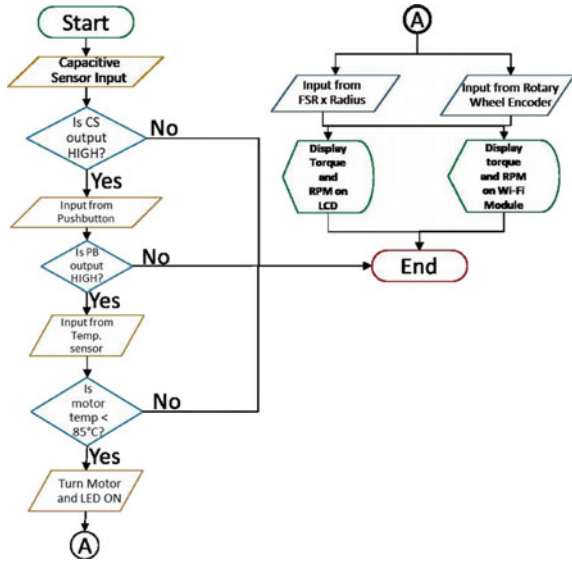 Start
Capacitive
Sensor Input
Is CS
output
HIGH?
No
Yes
Input from
Pushbutton
Is PB
output
HIGH?
No
Yes
Input from
Temp.
sensor
Is
motor
temp <
85°C?
No
Yes
Turn Motor
and LED ON
A
A
Input from
FSR x Radius
Input from Rotary
Wheel Encoder
Display
Torque
and
RPM on
LCD
Display
torque
and RPM
on Wi-Fi
Module
End